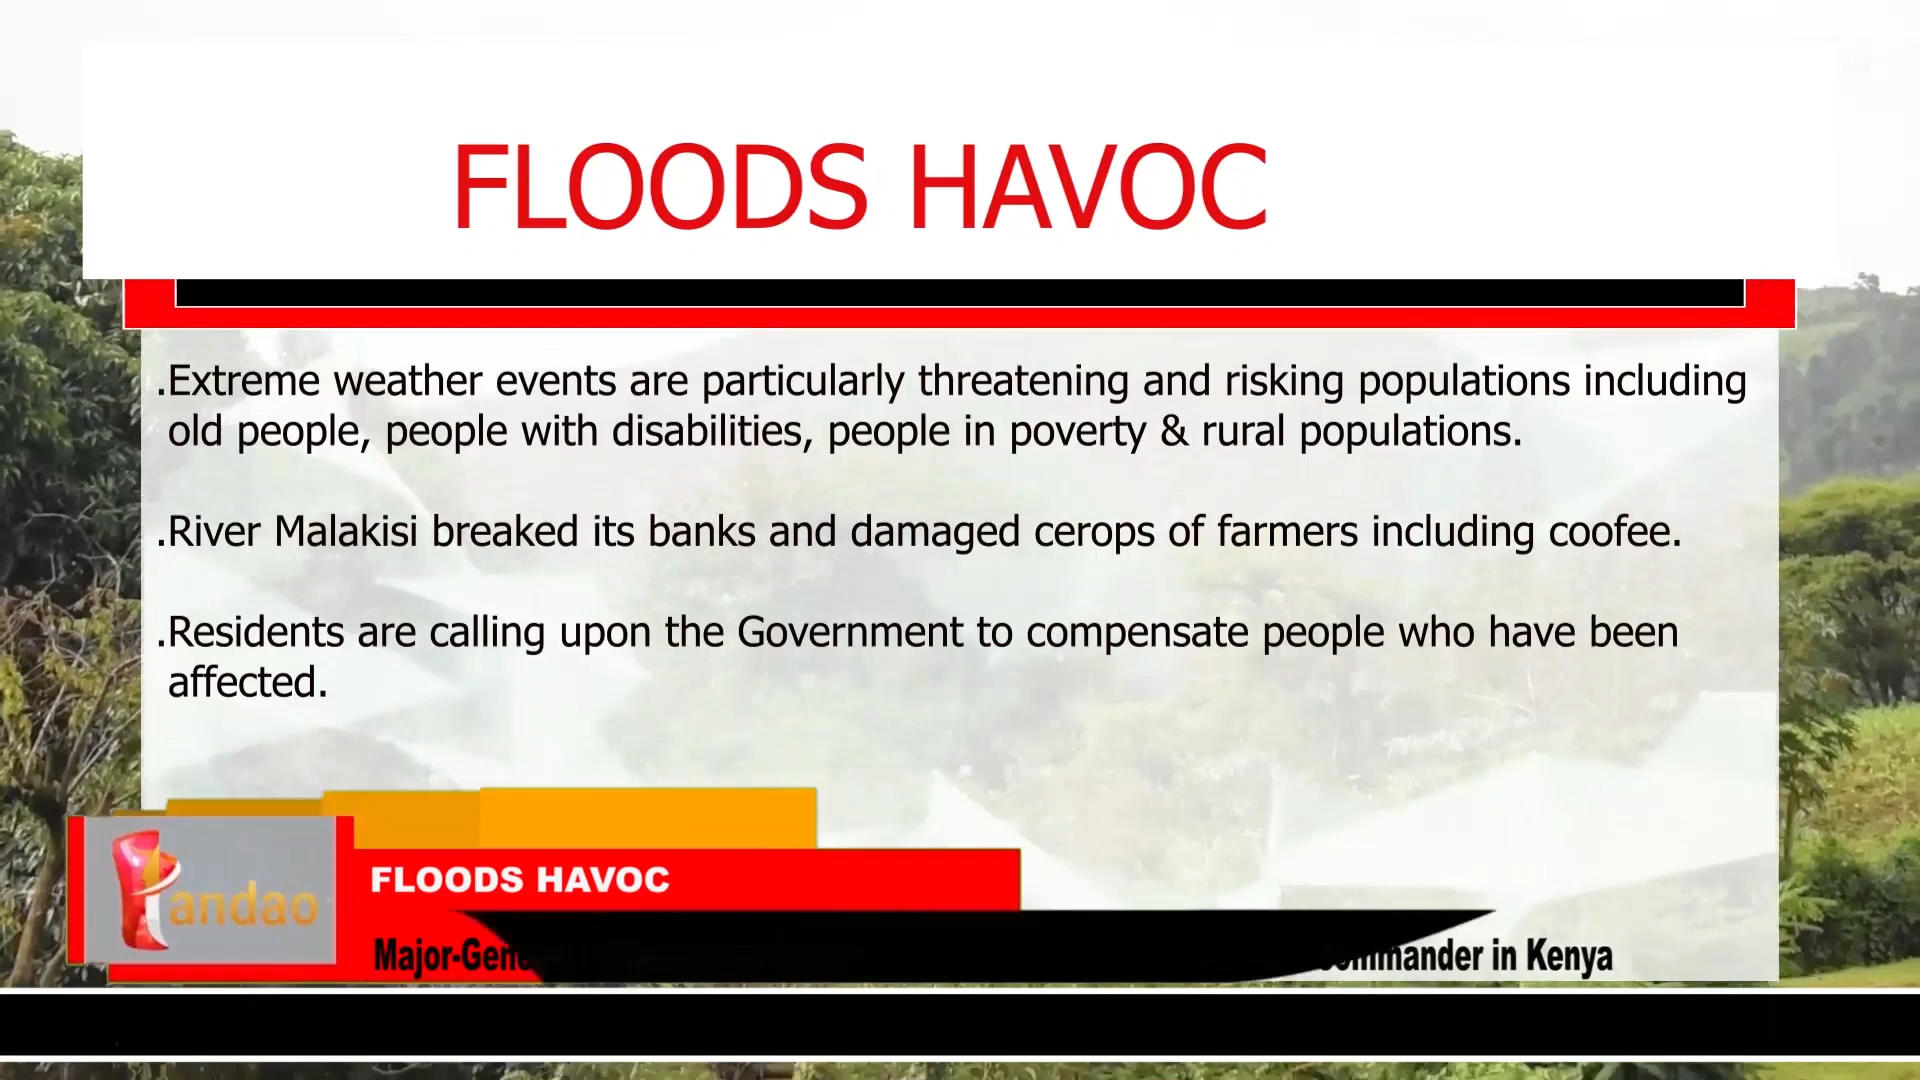 FLOODS HAVOC
.Extreme weather events are particularly threatening and risking populations including
old people, people with disabilities, people in poverty & rural populations.
.River Malakisi breaked its banks and damaged cerops of farmers including coofee.
.Residents are calling upon the Government to compensate people who have been
affected.
andao
FLOODS HAVOC
in Kenya